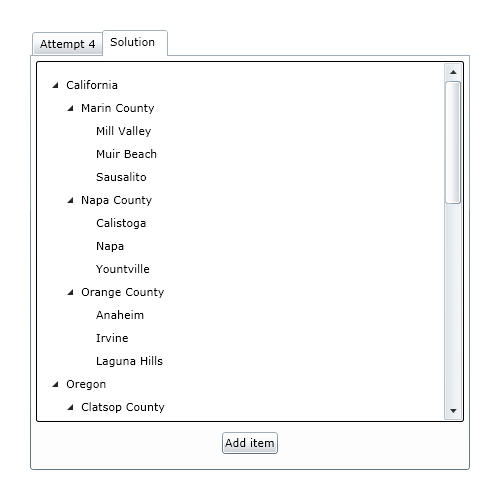 Attempt 4
Solution
California
Marin County
Mill Valley
Muir Beach
Sausalito
Napa County
Calistoga
Napa
Yountville
Orange County
Anaheim
Irvine
Laguna Hills
Oregon
Clatsop County
Add item